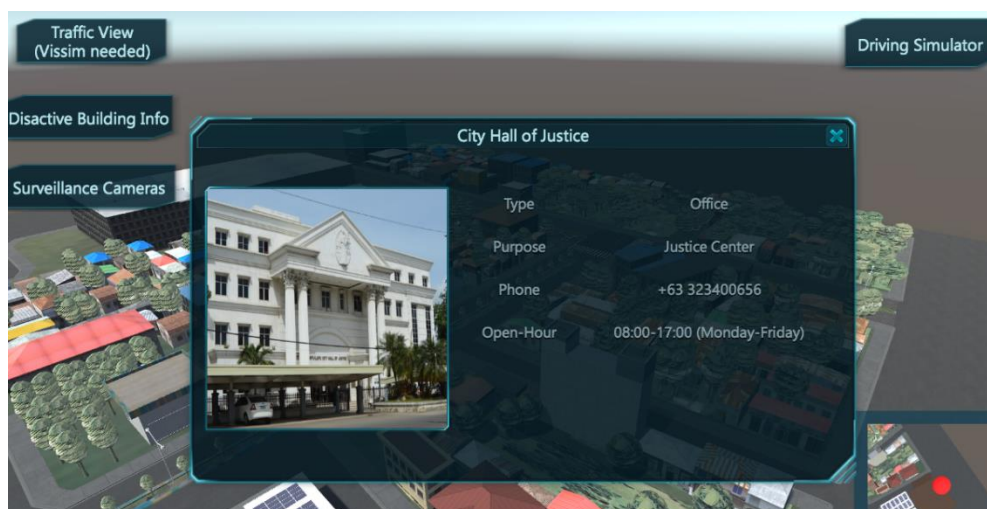 Traffic View
(Vissim needed)
Driving Simulator
Disactive Building Info
City Hall of Justice
Surveillance Cameras
Type Office
Purpose Justice Center
Phone +63 323400656
Open-Hour 08:00-17:00 (Monday-Friday)